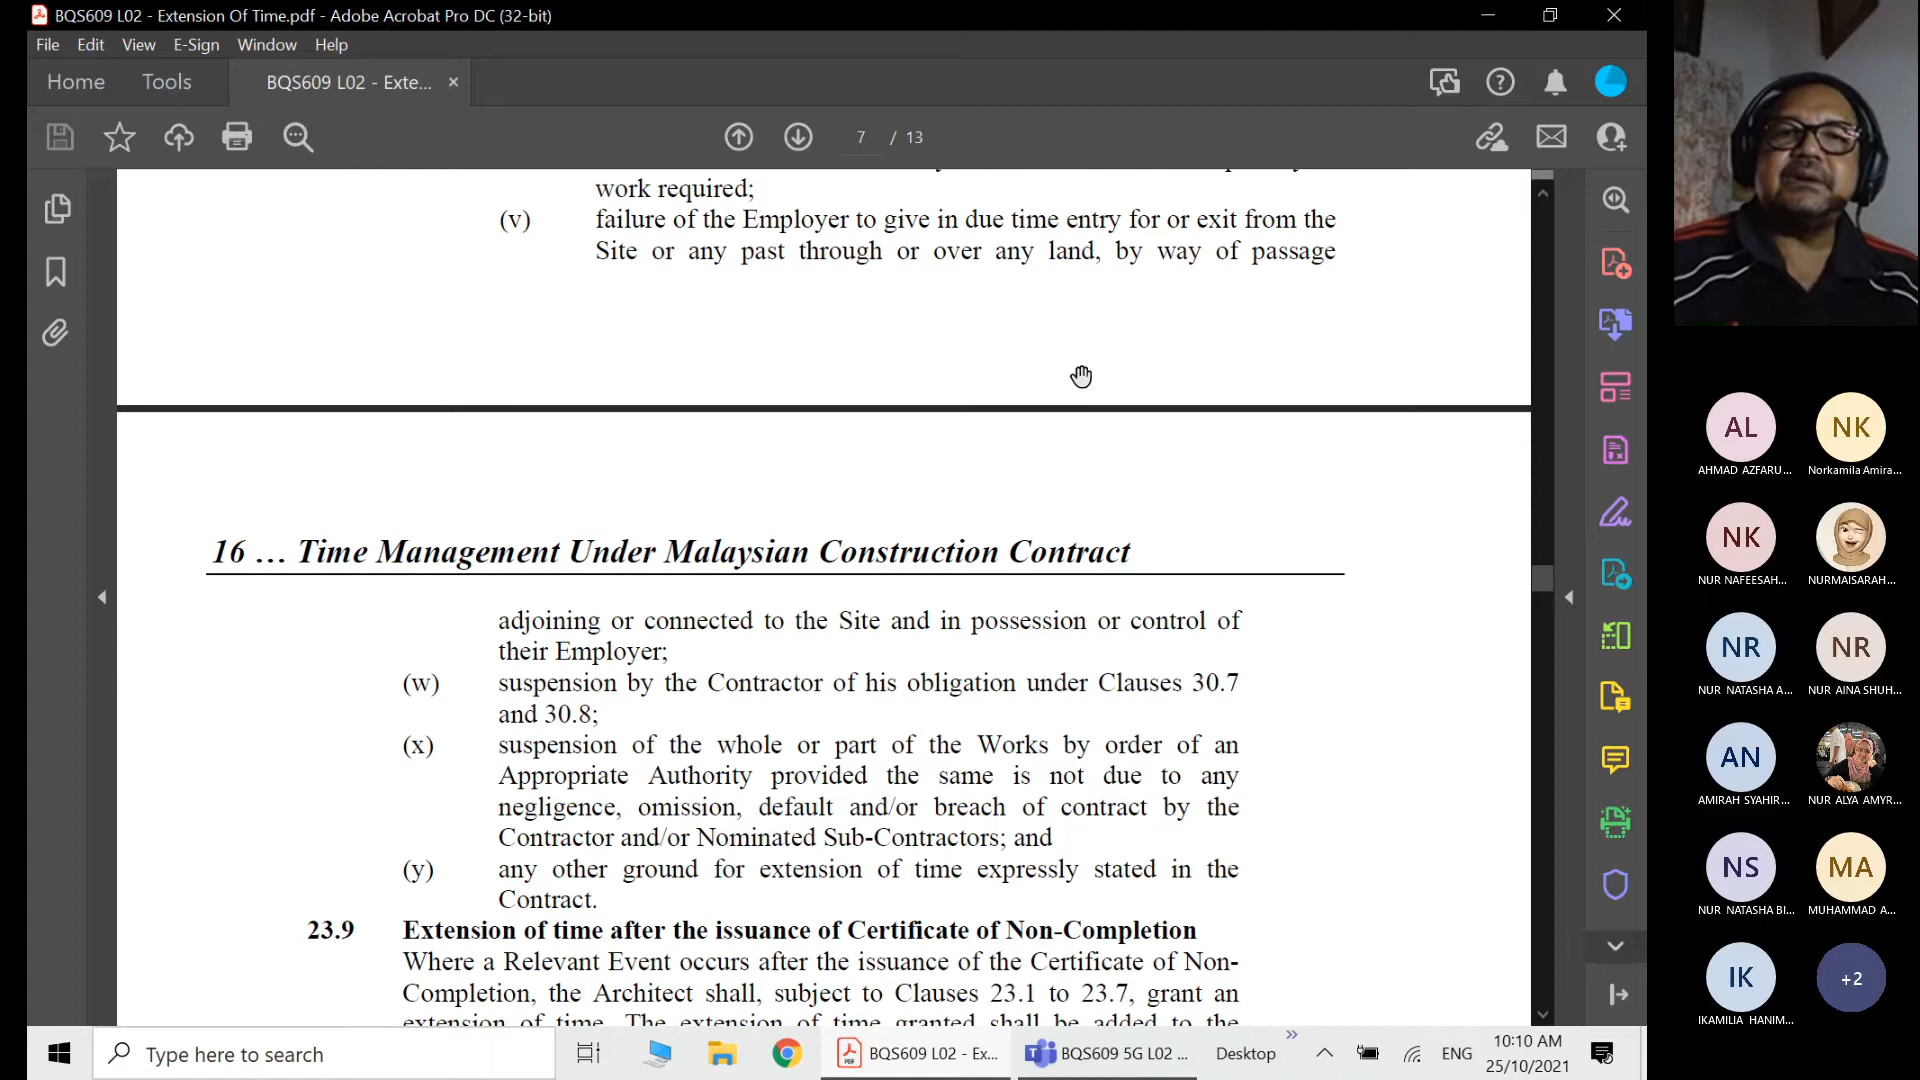 BQS609 L02 - Extension Of Time.pdf - Adobe Acrobat Pro DC (32-bit)
File Edit View E-Sign Window Help
Home Tools BQS609 L02 - Exte... ×
7 / 13
work required;
(v) failure of the Employer to give in due time entry for or exit from the
Site or any past through or over any land, by way of passage
16 ... Time Management Under Malaysian Construction Contract
adjoining or connected to the Site and in possession or control of
their Employer;
(w) suspension by the Contractor of his obligation under Clauses 30.7
and 30.8;
(x) suspension of the whole or part of the Works by order of an
Appropriate Authority provided the same is not due to any
negligence, omission, default and/or breach of contract by the
Contractor and/or Nominated Sub-Contractors; and
(y) any other ground for extension of time expressly stated in the
Contract.
23.9 Extension of time after the issuance of Certificate of Non-Completion
Where a Relevant Event occurs after the issuance of the Certificate of Non-
Completion, the Architect shall, subject to Clauses 23.1 to 23.7, grant an
extension of time. The extension of time granted shall be added to the
AL NK
AHMAD AZFARU... Norkamila Amira...
NK
NUR NAFEESAH... NURMAISARAH...
NR NR
NUR NATASHA A... NUR AINA SHUH...
AN
AMIRAH SYAHIR... NUR ALYA AMYR...
NS MA
NUR NATASHA BI... MUHAMMAD A...
IK +2
IKAMILIA HANIM...
Type here to search
BQS609 L02 - Ex...
BQS609 5G L02 ...
Desktop »
ENG
10:10 AM
25/10/2021